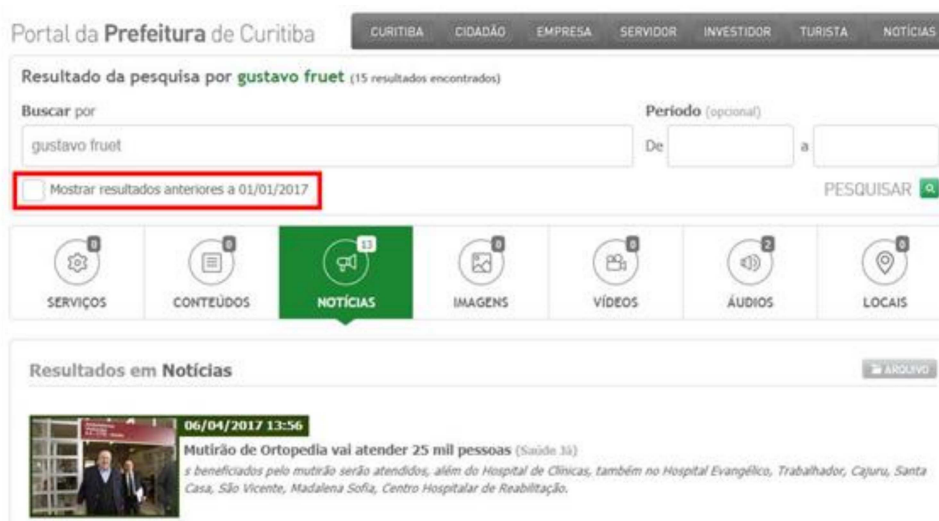 Portal da Prefeitura de Curitiba
CURITIBA CIDADÃO EMPRESA SERVIDOR INVESTIDOR TURISTA NOTÍCIAS
Resultado da pesquisa por gustavo fruet (15 resultados encontrados)
Buscar por
Período (opcional)
gustavo fruet
De a
Mostrar resultados anteriores a 01/01/2017
PESQUISAR
0 0 13 0 0 2 0
SERVIÇOS CONTEÚDOS NOTÍCIAS IMAGENS VÍDEOS ÁUDIOS LOCAIS
Resultados em Notícias
ARQUIVO
06/04/2017 13:56
Mutirão de Ortopedia vai atender 25 mil pessoas (Saúde Já)
s beneficiados pelo mutirão serão atendidos, além do Hospital de Clínicas, também no Hospital Evangélico, Trabalhador, Cajuru, Santa
Casa, São Vicente, Madalena Sofia, Centro Hospitalar de Reabilitação.